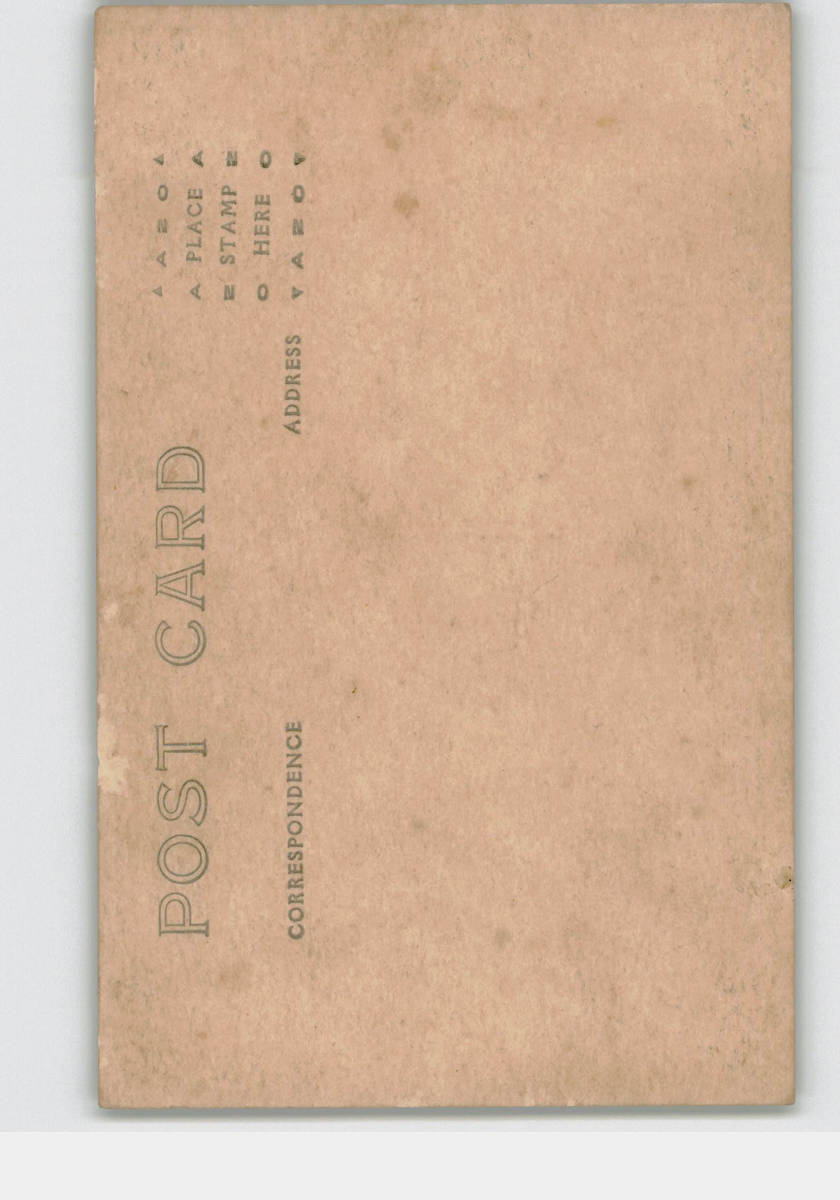 POST CARD
▲ A Z O ▲
A PLACE A
Z STAMP Z
O HERE O
▼ A Z O ▼
CORRESPONDENCE
ADDRESS